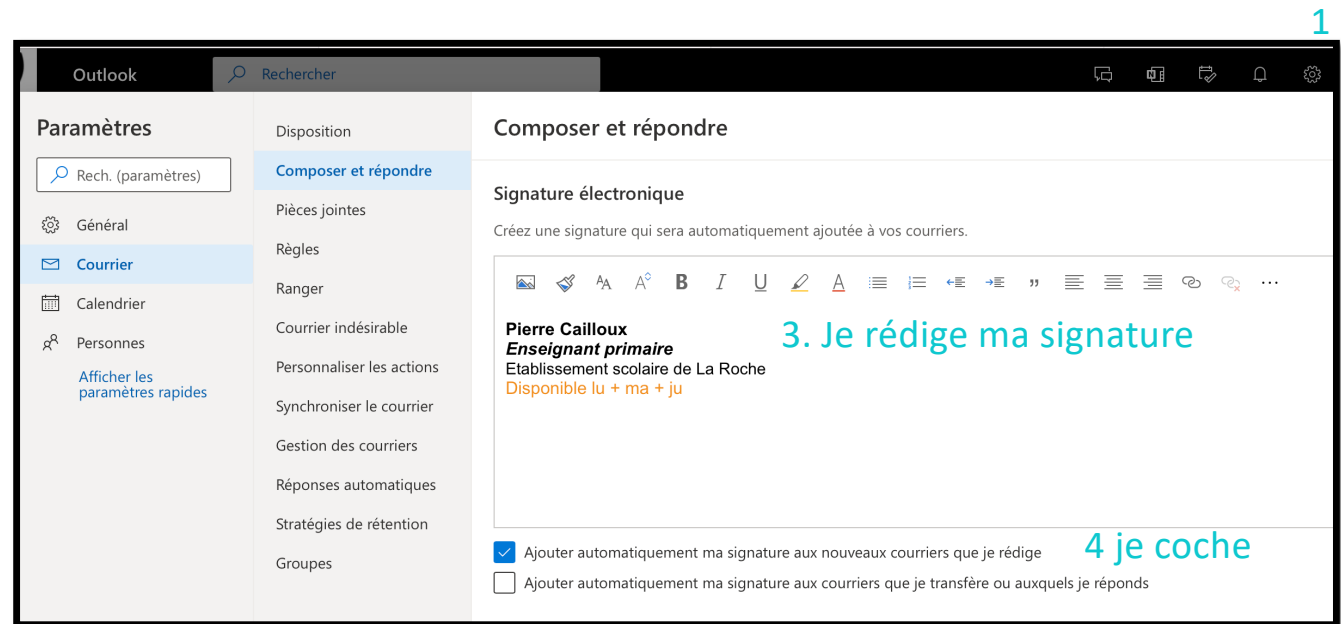 1
Outlook
Rechercher
Paramètres
Rech. (paramètres)
Général
Courrier
Calendrier
Personnes
Afficher les
paramètres rapides
Disposition
Composer et répondre
Pièces jointes
Règles
Ranger
Courrier indésirable
Personnaliser les actions
Synchroniser le courrier
Gestion des courriers
Réponses automatiques
Stratégies de rétention
Groupes
Composer et répondre
Signature électronique
Créez une signature qui sera automatiquement ajoutée à vos courriers.
Pierre Cailloux
Enseignant primaire
Etablissement scolaire de La Roche
Disponible lu + ma + ju
3. Je rédige ma signature
Ajouter automatiquement ma signature aux nouveaux courriers que je rédige
4 je coche
Ajouter automatiquement ma signature aux courriers que je transfère ou auxquels je réponds